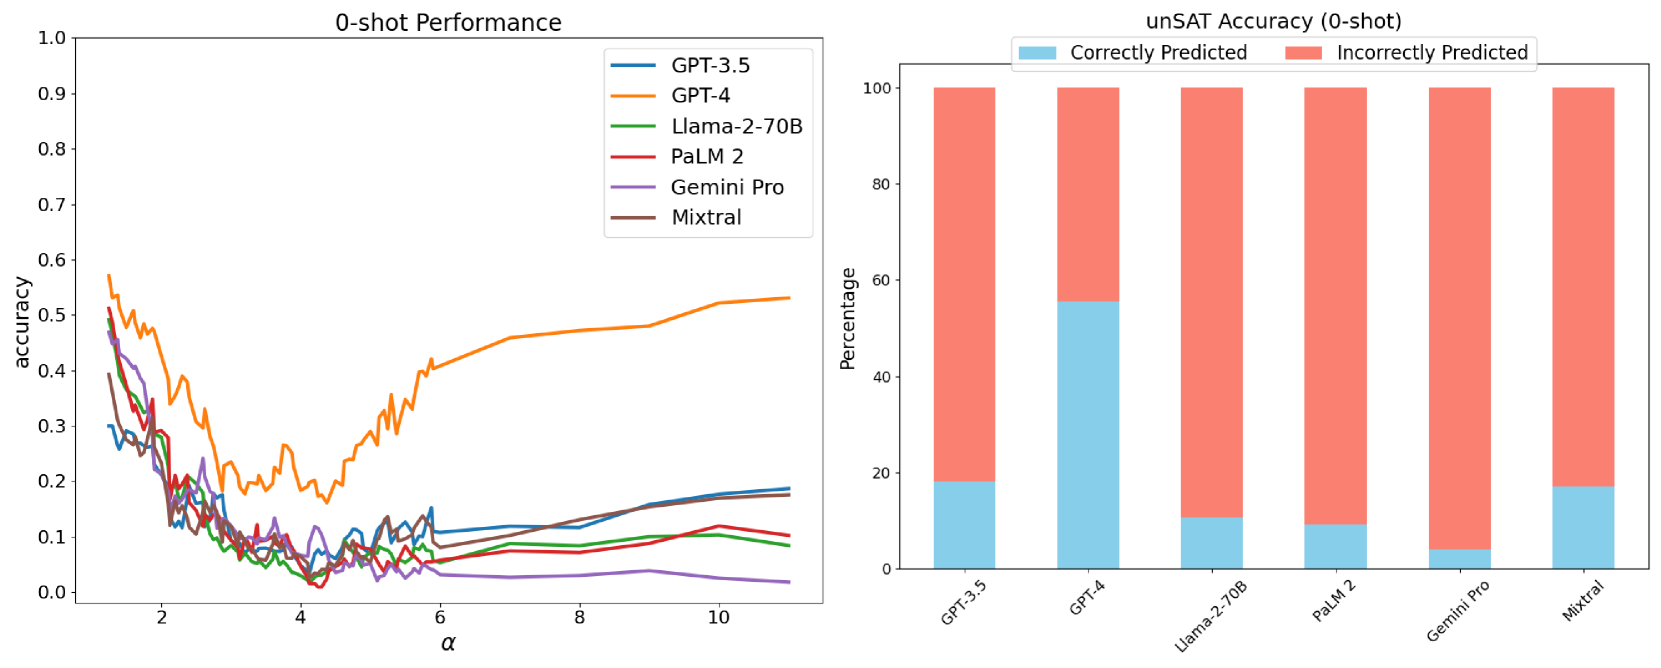 0-shot Performance
1.0
0.9
0.8
0.7
0.6
0.5
0.4
0.3
0.2
0.1
0.0
accuracy
2
4
6
8
10
α
GPT-3.5
GPT-4
Llama-2-70B
PaLM 2
Gemini Pro
Mixtral
unSAT Accuracy (0-shot)
Correctly Predicted
Incorrectly Predicted
100
80
60
40
20
0
Percentage
GPT-3.5
GPT-4
Llama-2-70B
PaLM 2
Gemini Pro
Mixtral